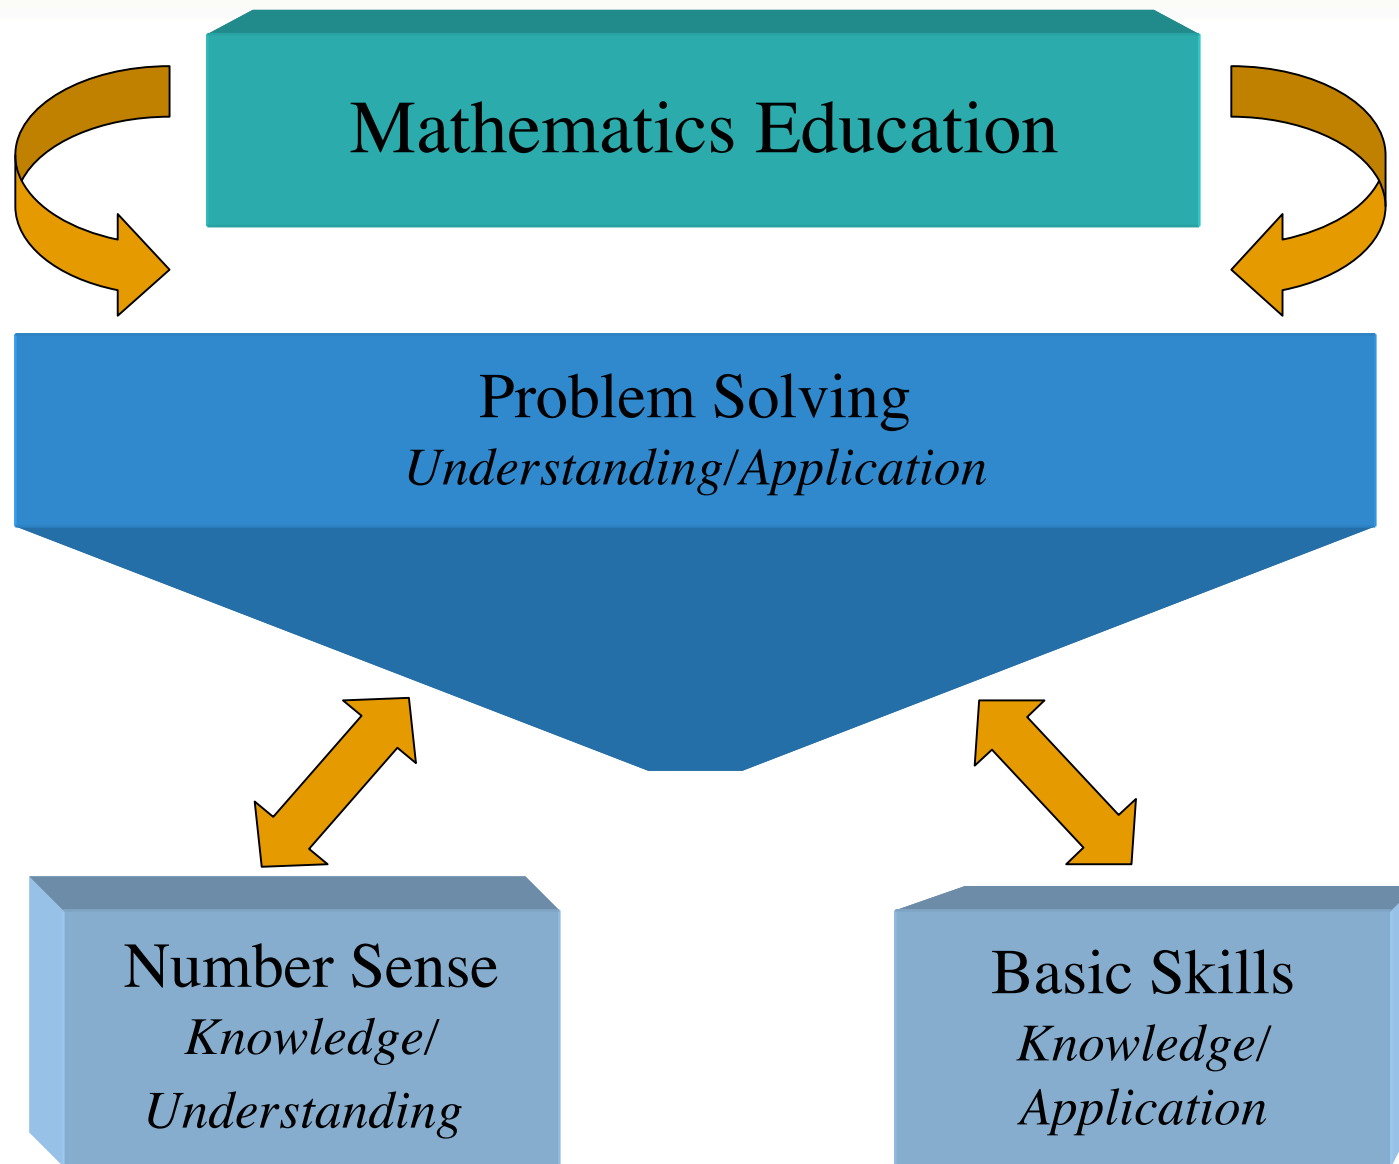 Mathematics Education
Problem Solving
Understanding/Application
Number Sense
Knowledge/
Understanding
Basic Skills
Knowledge/
Application